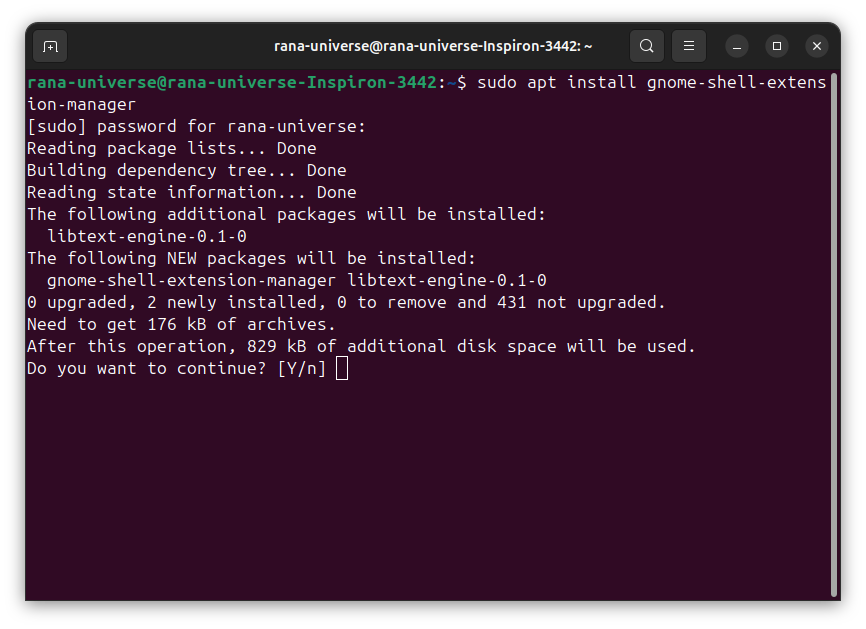 rana-universe@rana-universe-Inspiron-3442: ~
rana-universe@rana-universe-Inspiron-3442:~$ sudo apt install gnome-shell-extens
ion-manager
[sudo] password for rana-universe:
Reading package lists... Done
Building dependency tree... Done
Reading state information... Done
The following additional packages will be installed:
  libtext-engine-0.1-0
The following NEW packages will be installed:
  gnome-shell-extension-manager libtext-engine-0.1-0
0 upgraded, 2 newly installed, 0 to remove and 431 not upgraded.
Need to get 176 kB of archives.
After this operation, 829 kB of additional disk space will be used.
Do you want to continue? [Y/n]